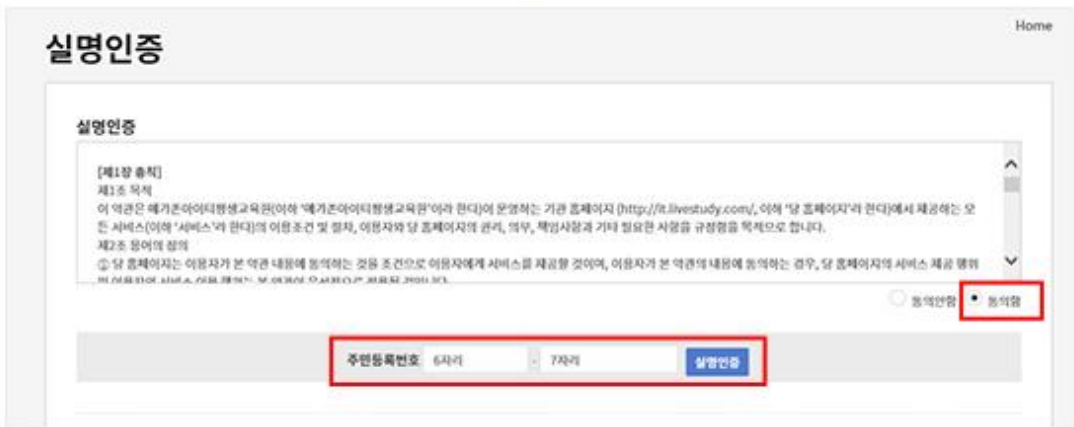 Home
실명인증
실명인증
[제1장 총칙]
제1조 목적
이 약관은 메가존아이티평생교육원(이하 '메가존아이티평생교육원'이라 한다)이 운영하는 기관 홈페이지 (http://it.livestudy.com/, 이하 '당 홈페이지'라 한다)에서 제공하는 모
든 서비스(이하 '서비스'라 한다)의 이용조건 및 절차, 이용자와 당 홈페이지의 권리, 의무, 책임사항과 기타 필요한 사항을 규정함을 목적으로 합니다.
제2조 용어의 정의
① 당 홈페이지는 이용자가 본 약관 내용에 동의하는 것을 조건으로 이용자에게 서비스를 제공할 것이며, 이용자가 본 약관의 내용에 동의하는 경우, 당 홈페이지의 서비스 제공 행위
동의안함 동의함
주민등록번호 6자리 - 7자리 실명인증